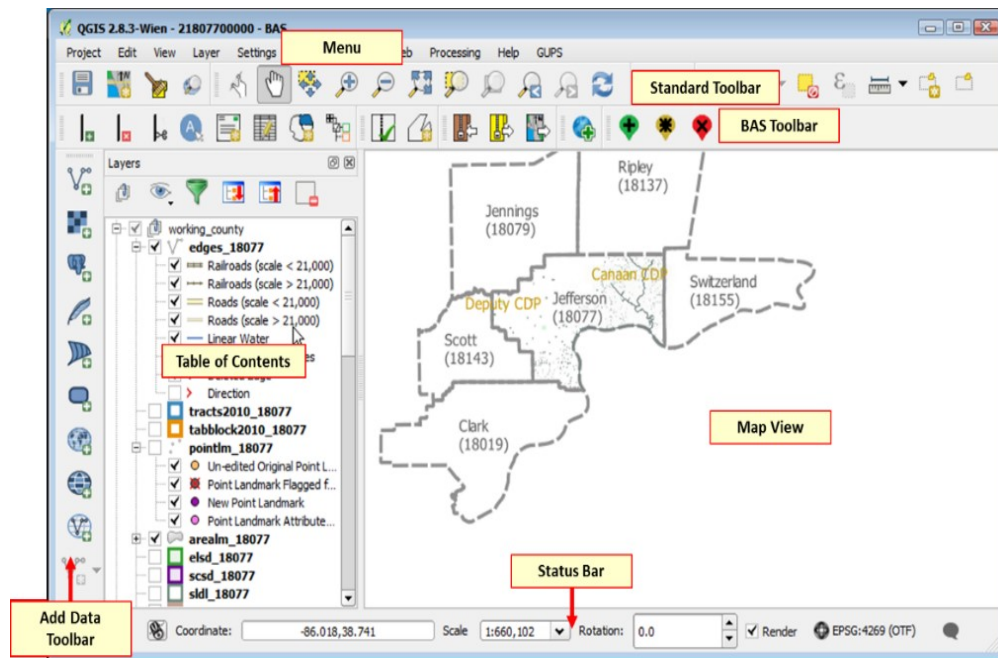 QGIS 2.8.3-Wien - 21807700000 - BAS
Project Edit View Layer Settings Processing Help GUPS
Menu
Standard Toolbar
BAS Toolbar
Layers
working_county
edges_18077
Railroads (scale < 21,000)
Railroads (scale > 21,000)
Roads (scale < 21,000)
Roads (scale > 21,000)
Linear Water
Table of Contents
Direction
tracts2010_18077
tabblock2010_18077
pointlm_18077
Un-edited Original Point L...
Point Landmark Flagged f...
New Point Landmark
Point Landmark Attribute...
arealm_18077
elsd_18077
scsd_18077
sldl_18077
Ripley
(18137)
Jennings
(18079)
Canaan CDP
Switzerland
(18155)
Deputy CDP
Jefferson
(18077)
Scott
(18143)
Clark
(18019)
Map View
Status Bar
Add Data
Toolbar
Coordinate: -86.018,38.741 Scale 1:660,102 Rotation: 0.0 Render EPSG:4269 (OTF)